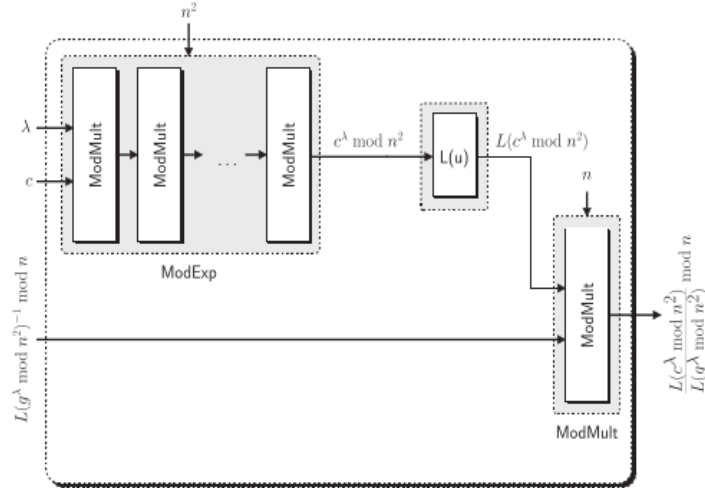 n²
λ
c
ModMult
ModMult
...
ModMult
ModExp
c^λ mod n²
L(u)
L(c^λ mod n²)
n
ModMult
ModMult
L(g^λ mod n²)⁻¹ mod n
L(c^λ mod n²)
L(g^λ mod n²)
mod n